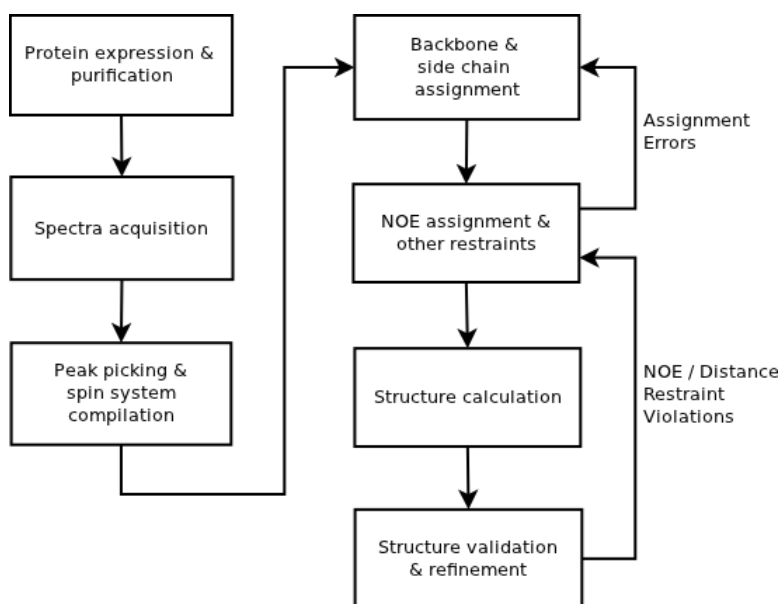 Protein expression &
purification
Spectra acquisition
Peak picking &
spin system
compilation
Backbone &
side chain
assignment
Assignment
Errors
NOE assignment &
other restraints
Structure calculation
NOE / Distance
Restraint
Violations
Structure validation
& refinement